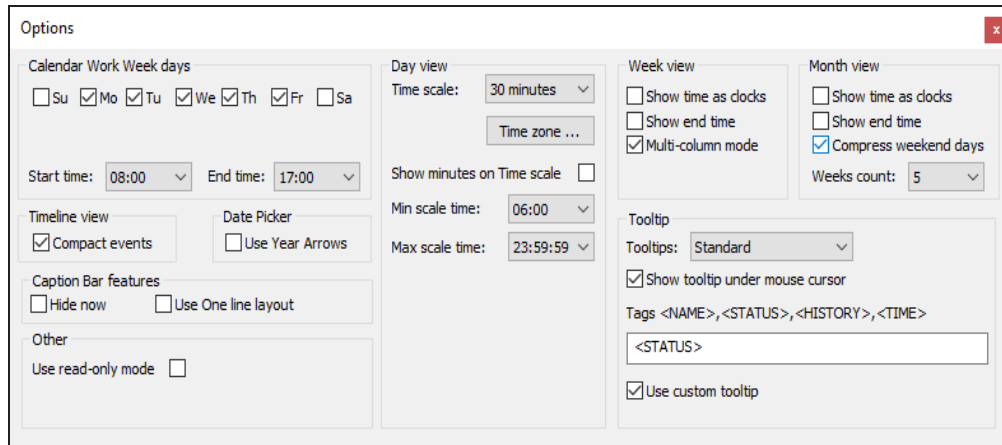 Options
x
Calendar Work Week days
Su Mo Tu We Th Fr Sa
Start time: 08:00 End time: 17:00
Timeline view
Compact events
Date Picker
Use Year Arrows
Caption Bar features
Hide now Use One line layout
Other
Use read-only mode
Day view
Time scale: 30 minutes
Time zone ...
Show minutes on Time scale
Min scale time: 06:00
Max scale time: 23:59:59
Week view
Show time as clocks
Show end time
Multi-column mode
Month view
Show time as clocks
Show end time
Compress weekend days
Weeks count: 5
Tooltip
Tooltips: Standard
Show tooltip under mouse cursor
Tags <NAME>,<STATUS>,<HISTORY>,<TIME>
<STATUS>
Use custom tooltip